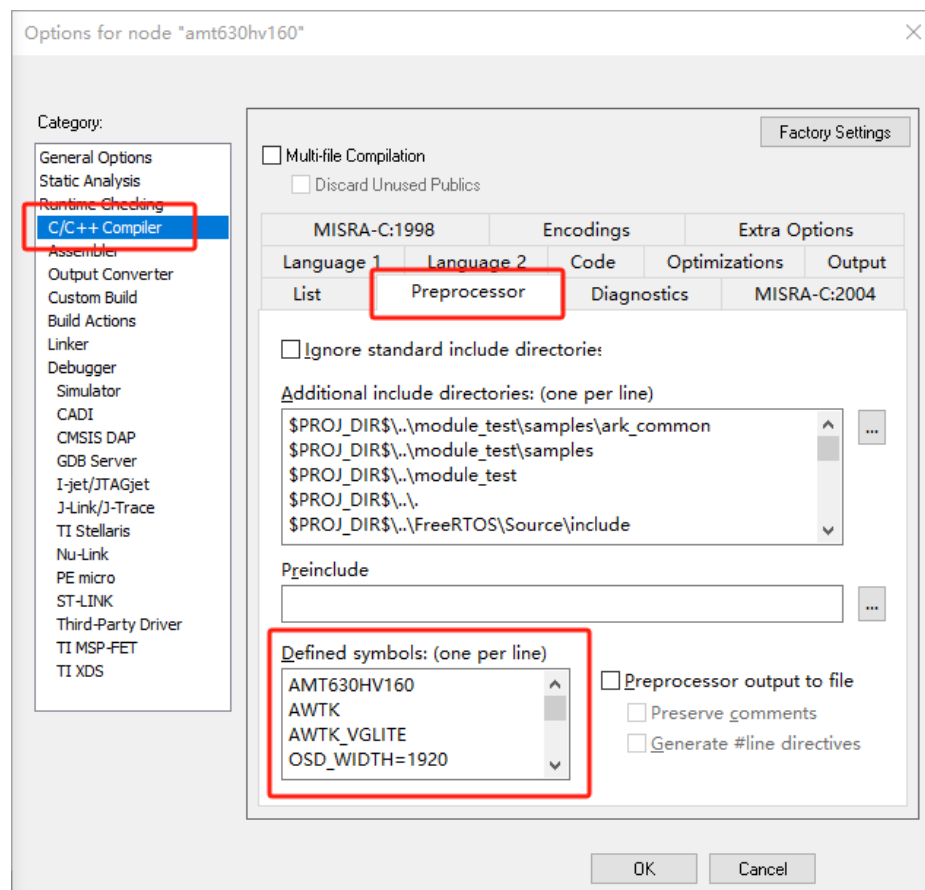 Options for node "amt630hv160"
Category:
General Options
Static Analysis
Runtime Checking
C/C++ Compiler
Assembler
Output Converter
Custom Build
Build Actions
Linker
Debugger
Simulator
CADI
CMSIS DAP
GDB Server
I-jet/JTAGjet
J-Link/J-Trace
TI Stellaris
Nu-Link
PE micro
ST-LINK
Third-Party Driver
TI MSP-FET
TI XDS
Factory Settings
Multi-file Compilation
Discard Unused Publics
MISRA-C:1998 Encodings Extra Options
Language 1 Language 2 Code Optimizations Output
List Preprocessor Diagnostics MISRA-C:2004
Ignore standard include directories
Additional include directories: (one per line)
$PROJ_DIR$\..\module_test\samples\ark_common
$PROJ_DIR$\..\module_test\samples
$PROJ_DIR$\..\module_test
$PROJ_DIR$\..\.
$PROJ_DIR$\..\FreeRTOS\Source\include
...
Preinclude
...
Defined symbols: (one per line)
AMT630HV160
AWTK
AWTK_VGLITE
OSD_WIDTH=1920
Preprocessor output to file
Preserve comments
Generate #line directives
OK Cancel